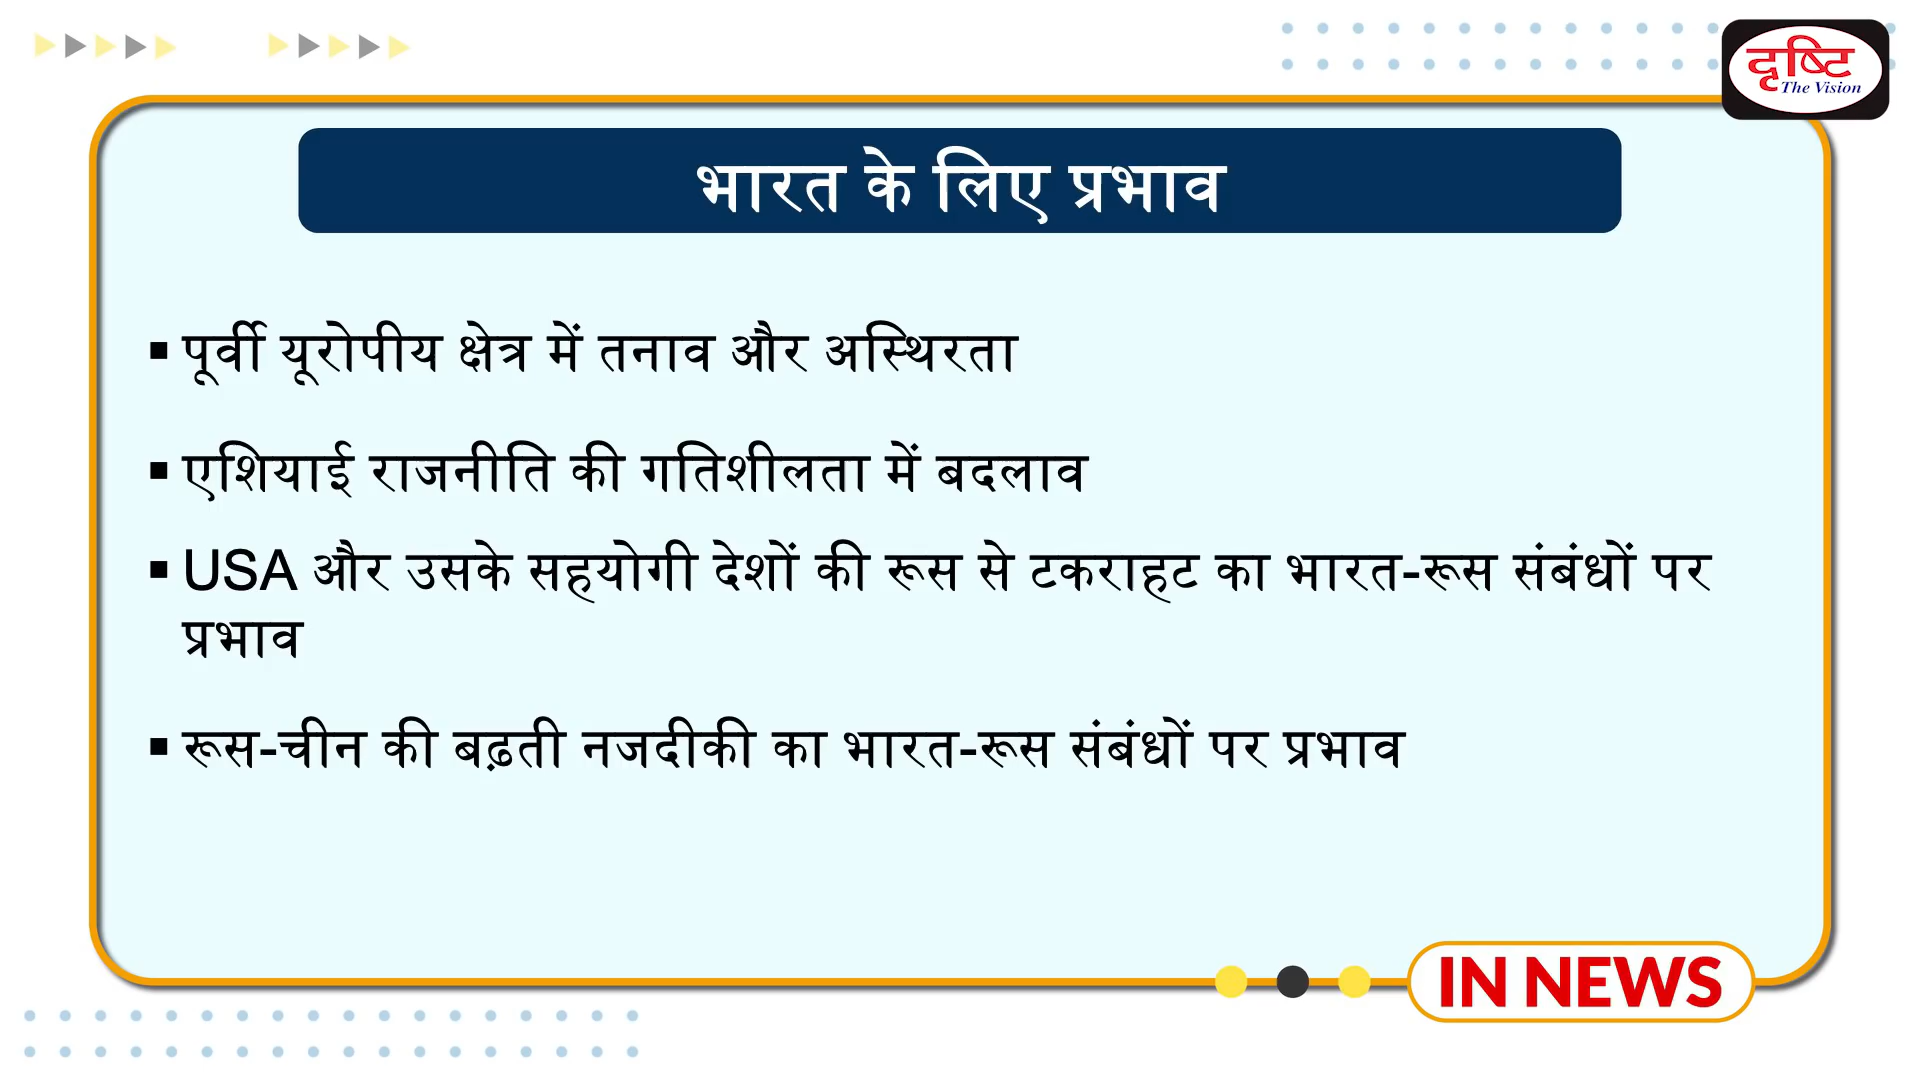 दृष्टि
The Vision
भारत के लिए प्रभाव
▪ पूर्वी यूरोपीय क्षेत्र में तनाव और अस्थिरता
▪ एशियाई राजनीति की गतिशीलता में बदलाव
▪ USA और उसके सहयोगी देशों की रूस से टकराहट का भारत-रूस संबंधों पर
प्रभाव
▪ रूस-चीन की बढ़ती नजदीकी का भारत-रूस संबंधों पर प्रभाव
IN NEWS